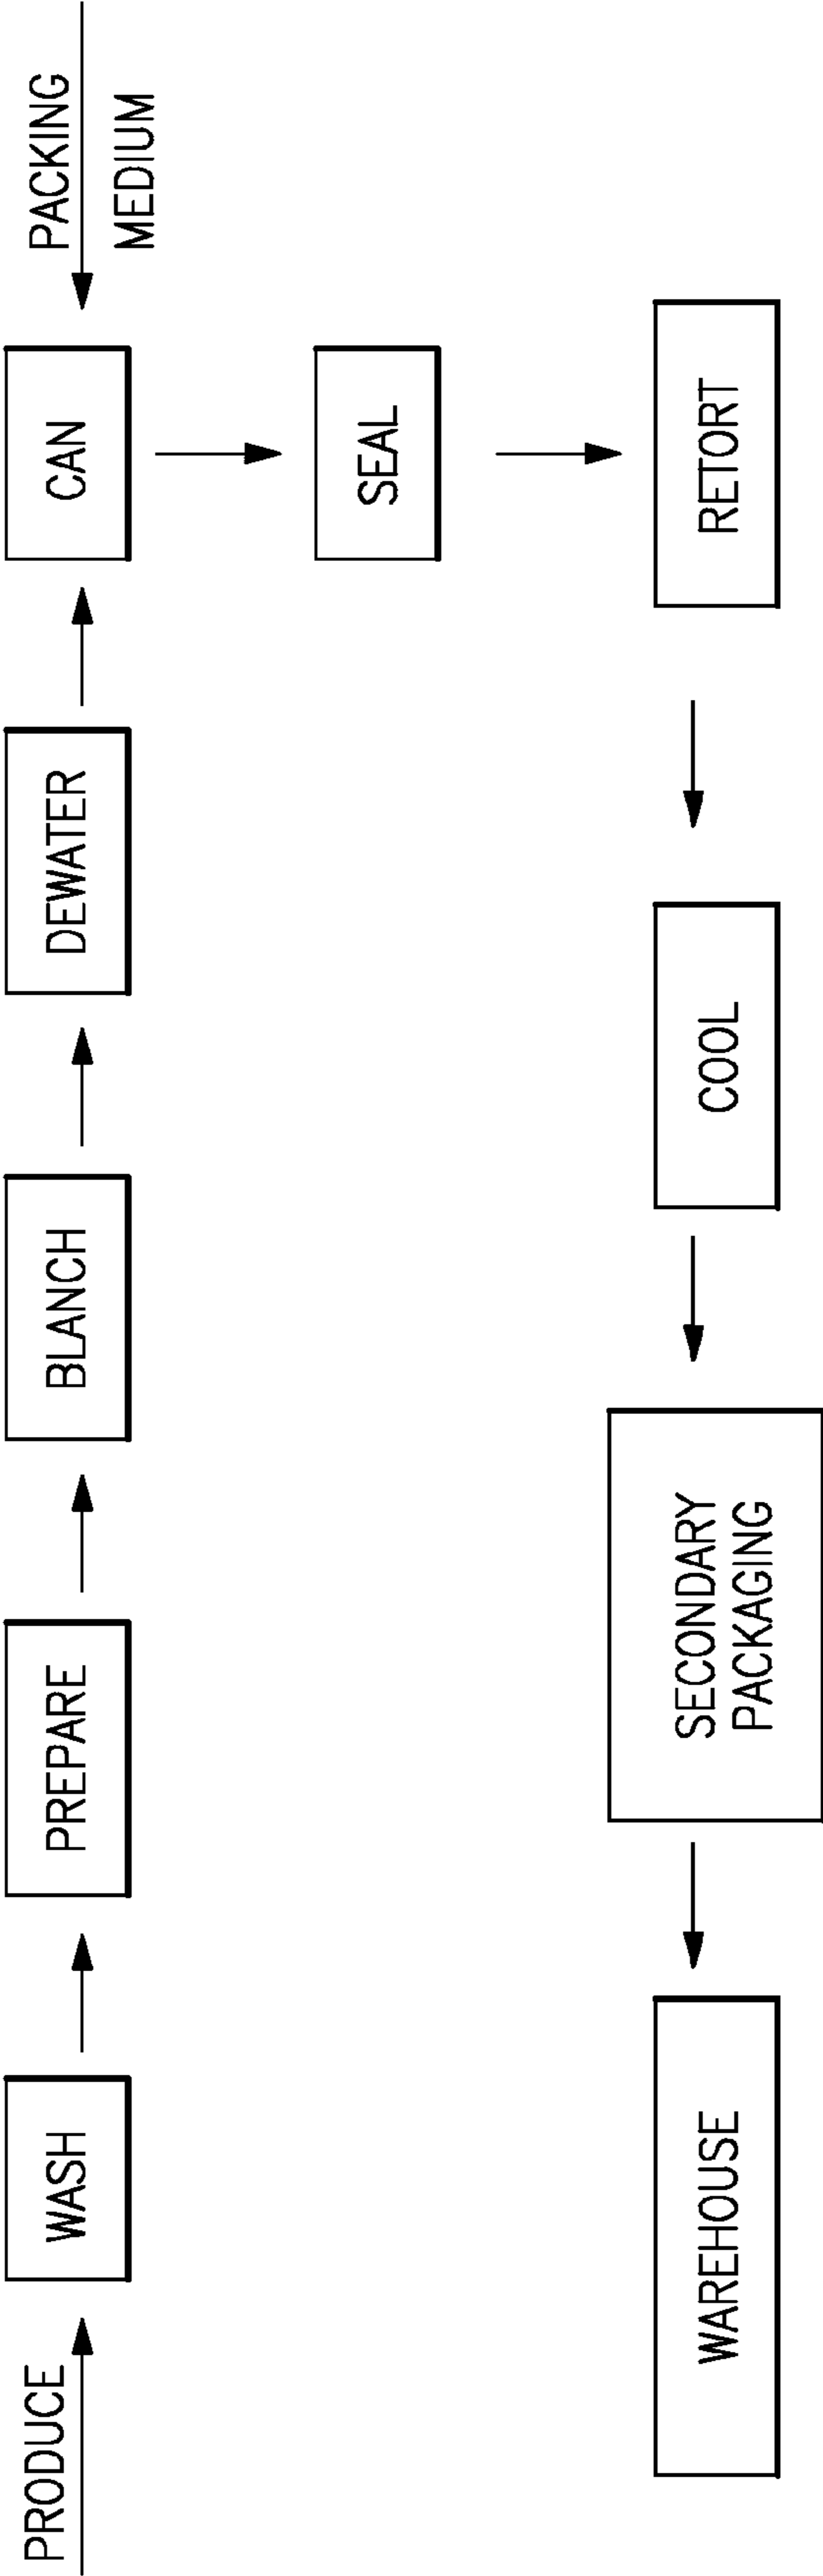 PRODUCE
WASH
PREPARE
BLANCH
DEWATER
CAN
PACKING
MEDIUM
SEAL
RETORT
COOL
SECONDARY
PACKAGING
WAREHOUSE